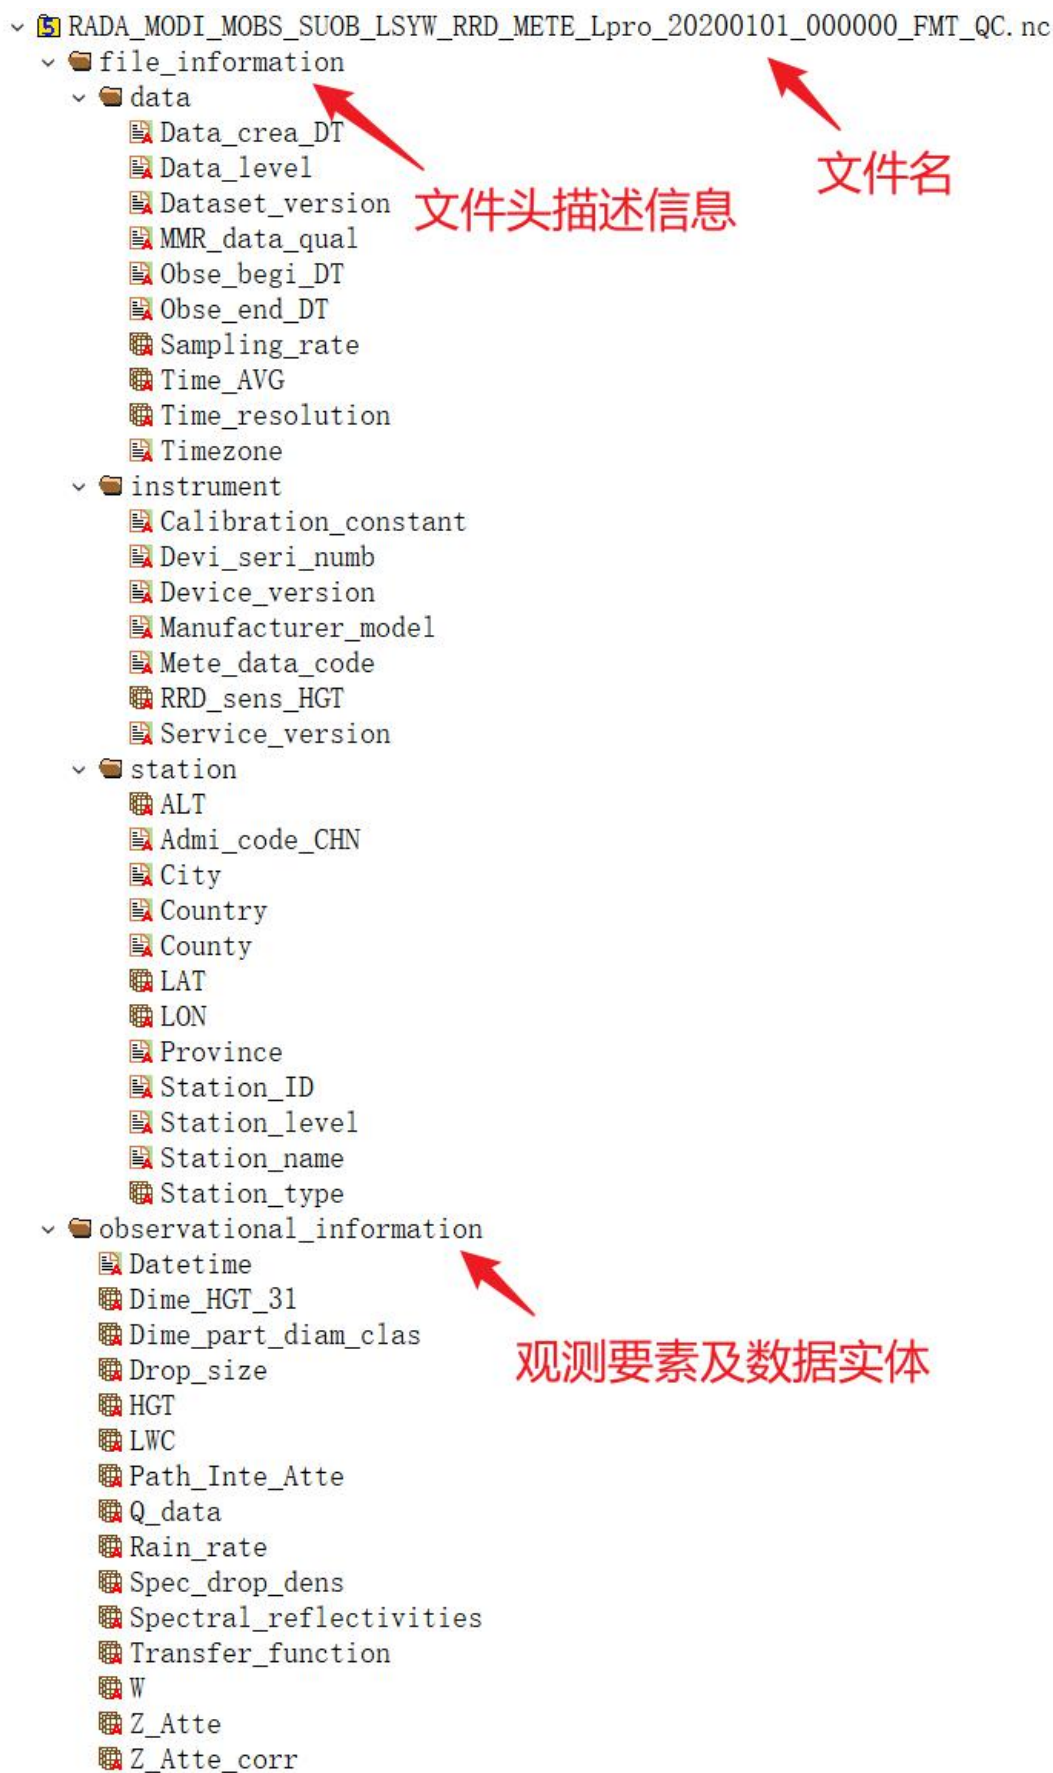 RADA_MODI_MOBS_SUOB_LSYW_RRD_METE_Lpro_20200101_000000_FMT_QC.nc
file_information
data
Data_crea_DT
文件名
Data_level
Dataset_version
文件头描述信息
MMR_data_qual
Obse_begi_DT
Obse_end_DT
Sampling_rate
Time_AVG
Time_resolution
Timezone
instrument
Calibration_constant
Devi_seri_numb
Device_version
Manufacturer_model
Mete_data_code
RRD_sens_HGT
Service_version
station
ALT
Admi_code_CHN
City
Country
County
LAT
LON
Province
Station_ID
Station_level
Station_name
Station_type
observational_information
Datetime
Dime_HGT_31
Dime_part_diam_clas
观测要素及数据实体
Drop_size
HGT
LWC
Path_Inte_Atte
Q_data
Rain_rate
Spec_drop_dens
Spectral_reflectivities
Transfer_function
W
Z_Atte
Z_Atte_corr